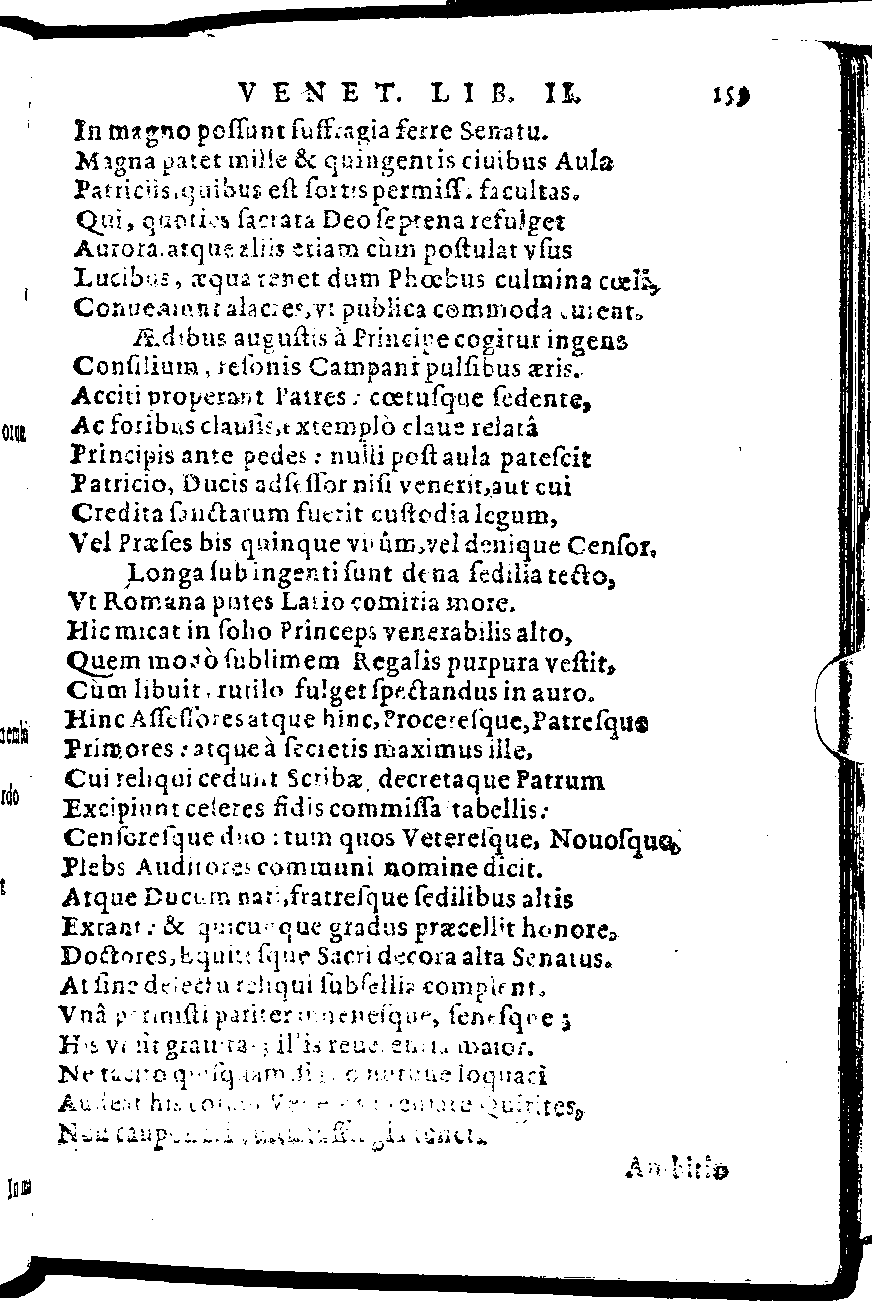 VENET. LIB. II. 159
In magno possunt suffragia ferre Senatu.
Magna patet mille & quingentis ciuibus Aula
Patriciis, quibus est sortis permiss. facultas.
Qui, quoties sacrata Deo septena refulget
Aurora, atque aliis etiam cùm postulat vsus
Lucibus, æqua tenet dum Phœbus culmina cœli,
Conueniunt alacres, vt publica commoda curent.
Ædibus augustis à Principe cogitur ingens
Consilium, resonis Campani pulsibus æris.
Acciti properant Patres: cœtusque sedente,
Ac foribus clausis, extemplò claue relatâ
Principis ante pedes: nulli post aula patescit
Patricio, Ducis adsessor nisi venerit, aut cui
Credita sanctarum fuerit custodia legum,
Vel Præses bis quinque virûm, vel denique Censor.
Longa sub ingenti sunt dena sedilia tecto,
Vt Romana putes Latio comitia more.
Hic micat in solio Princeps venerabilis alto,
Quem modò sublimem Regalis purpura vestit,
Cùm libuit, rutilo fulget spectandus in auro.
Hinc Assessores atque hinc, Proceresque, Patresque
Primores: atque à secretis maximus ille,
Cui reliqui cedunt Scribæ, decretaque Patrum
Excipiunt celeres fidis commissa tabellis:
Censoresque duo: tum quos Veteresque, Nouosque,
Plebs Auditores communi nomine dicit.
Atque Ducum nati, fratresque sedilibus altis
Extant: & quicunque gradus præcellit honore,
Doctores, Equitesque Sacri decora alta Senatus.
At sine delectu reliqui subsellia complent.
Vnâ permisti pariter iuuenesque, senesque;
His venit grauitas; illis reuerentia maior.
Ne tacito quisquam loquaci
Audeat his Quirites,
Non tenet.
Ambitio
orum
rdo
t